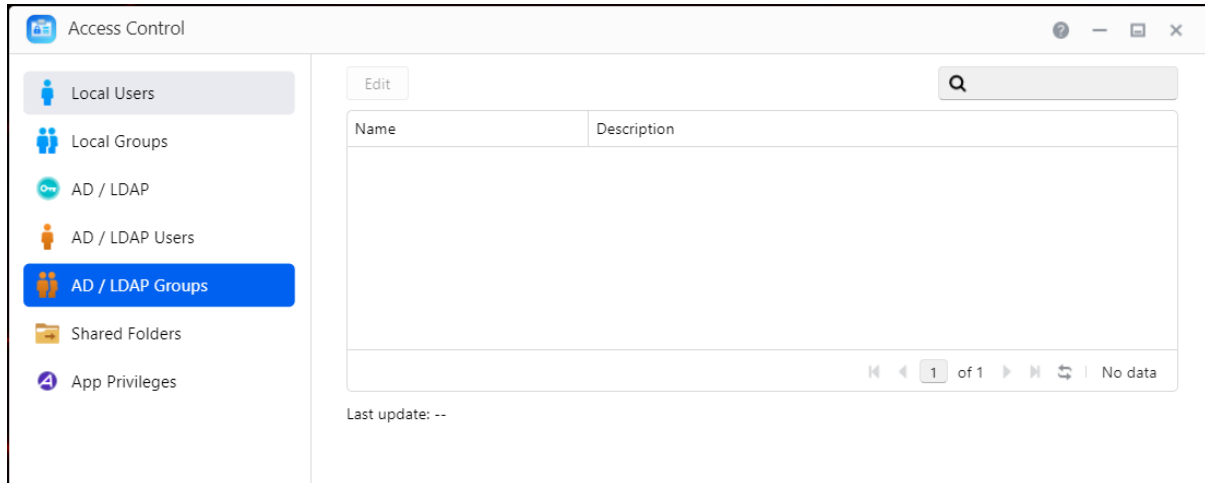 Access Control
Local Users
Local Groups
AD / LDAP
AD / LDAP Users
AD / LDAP Groups
Shared Folders
App Privileges
Edit
Name Description
1 of 1 No data
Last update: --